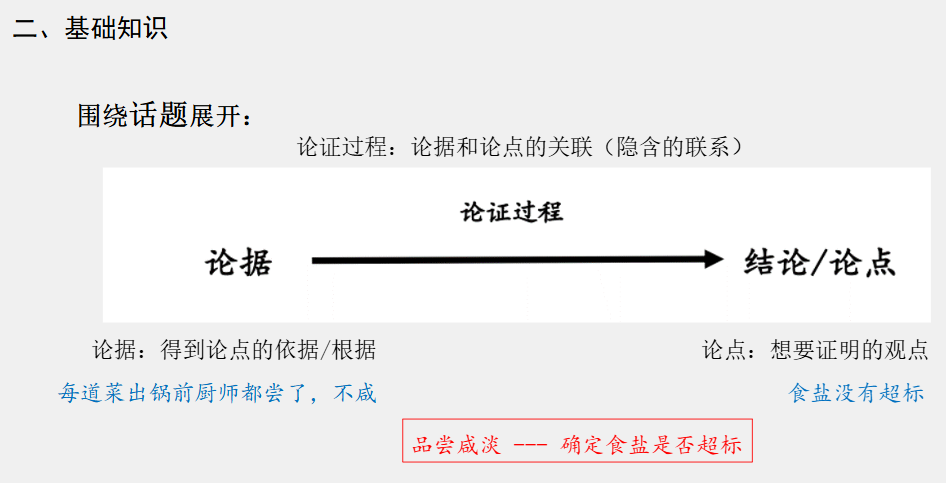 二、基础知识
围绕话题展开：
论证过程：论据和论点的关联（隐含的联系）
论证过程
论据
结论/论点
论据：得到论点的依据/根据
论点：想要证明的观点
每道菜出锅前厨师都尝了，不咸
食盐没有超标
品尝咸淡 --- 确定食盐是否超标